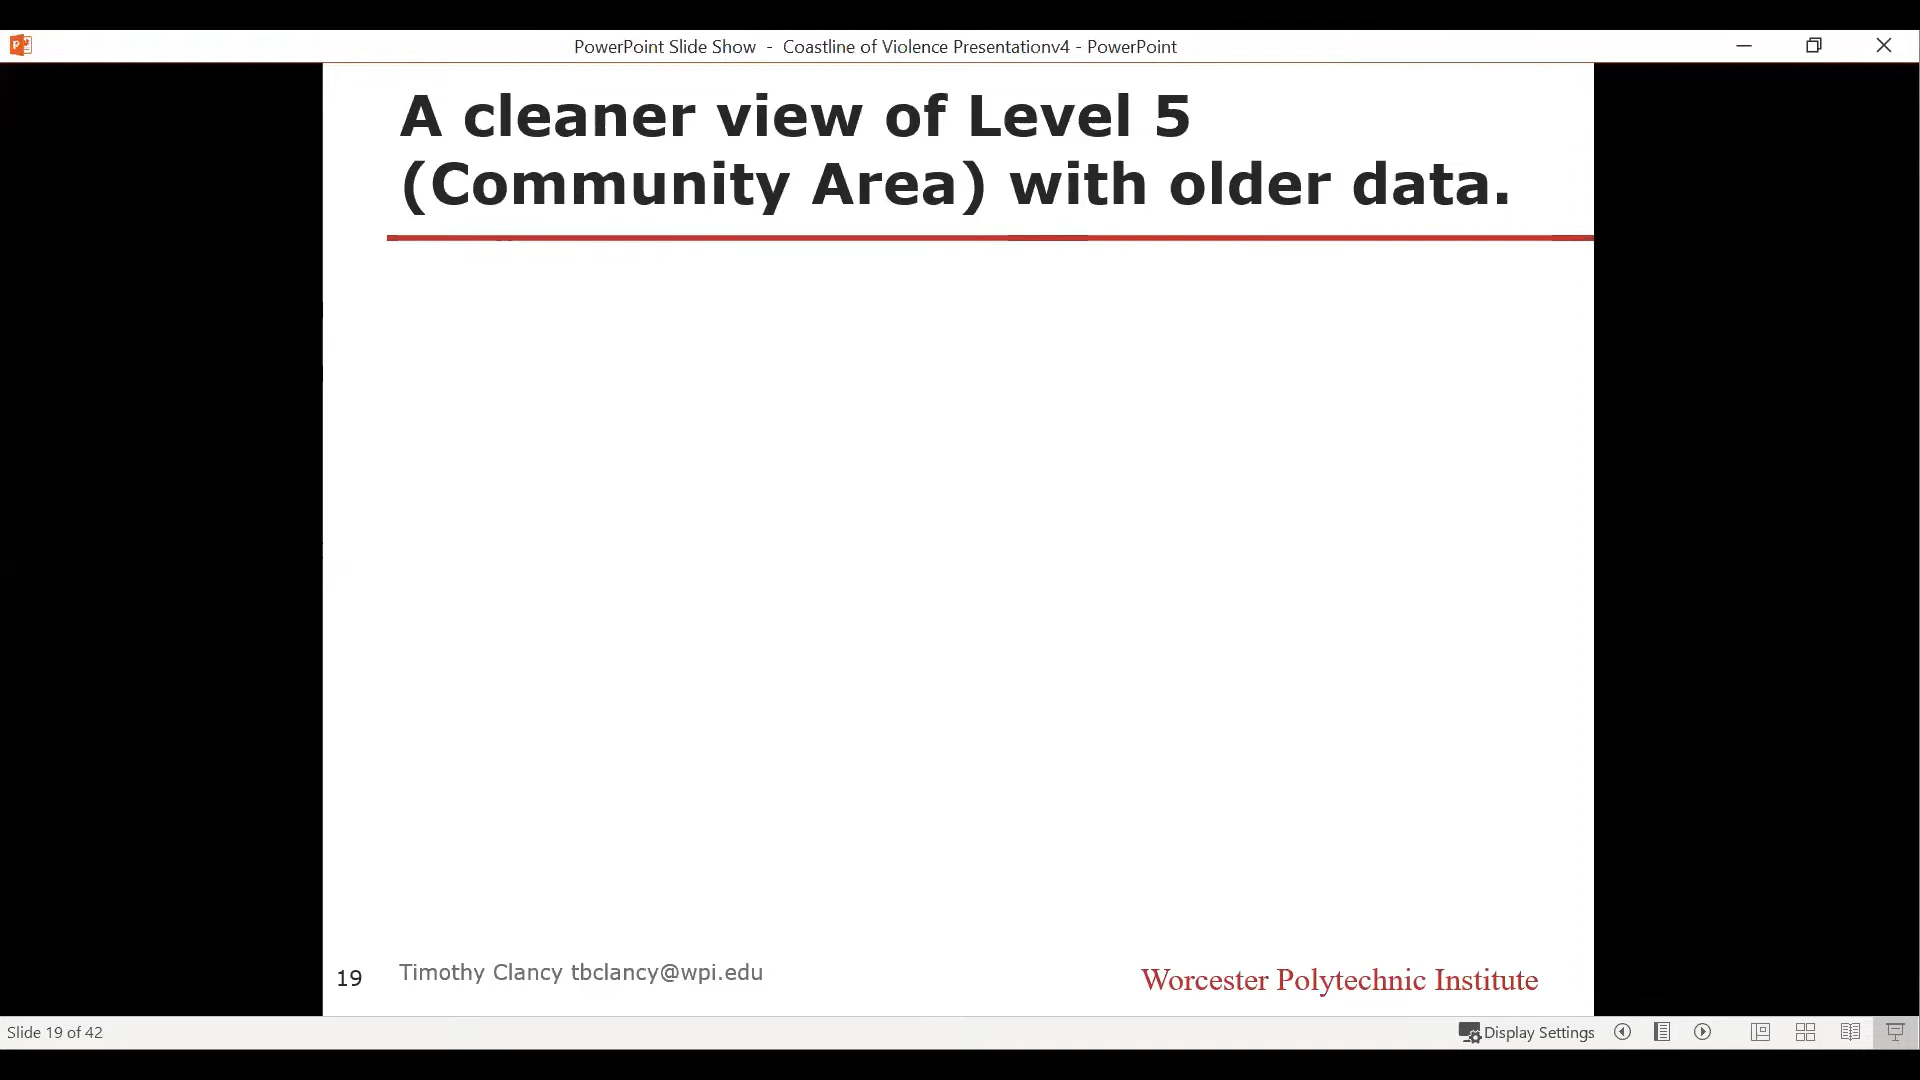 PowerPoint Slide Show - Coastline of Violence Presentationv4 - PowerPoint
A cleaner view of Level 5
(Community Area) with older data.
19 Timothy Clancy tbclancy@wpi.edu Worcester Polytechnic Institute
Slide 19 of 42 Display Settings